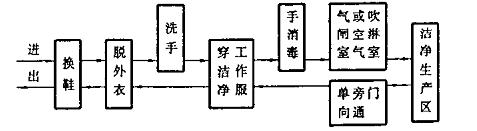 进
出
换鞋
脱外衣
洗手
穿洁净
工作服
手消毒
气闸室
或空气
吹淋室
单向
旁通
门
洁净生产区